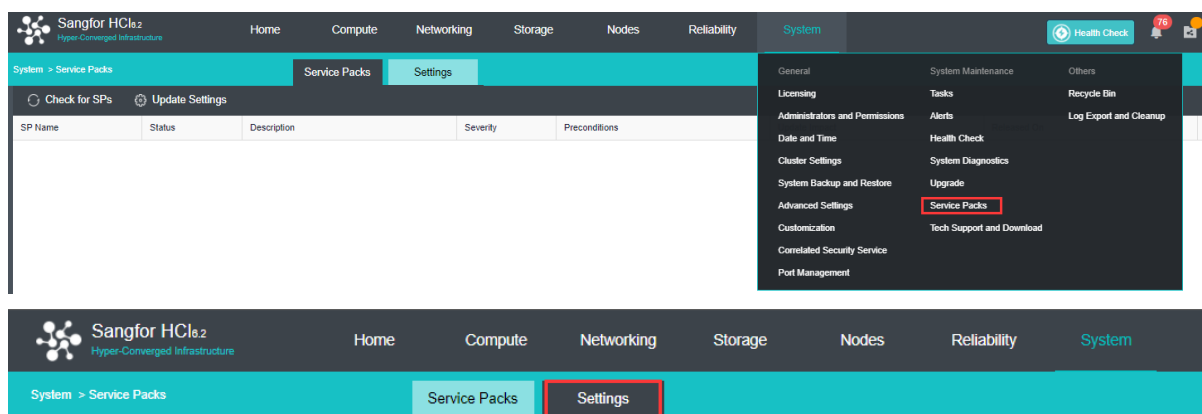 Sangfor HCI6.2
Hyper-Converged Infrastructure
Home Compute Networking Storage Nodes Reliability System
Health Check 76
System > Service Packs
Service Packs Settings
Check for SPs Update Settings
SP Name Status Description Severity Preconditions
General System Maintenance Others
Licensing Tasks Recycle Bin
Administrators and Permissions Alerts Log Export and Cleanup
Date and Time Health Check
Cluster Settings System Diagnostics
System Backup and Restore Upgrade
Advanced Settings Service Packs
Customization Tech Support and Download
Correlated Security Service
Port Management
Sangfor HCI6.2
Hyper-Converged Infrastructure
Home Compute Networking Storage Nodes Reliability System
System > Service Packs
Service Packs Settings